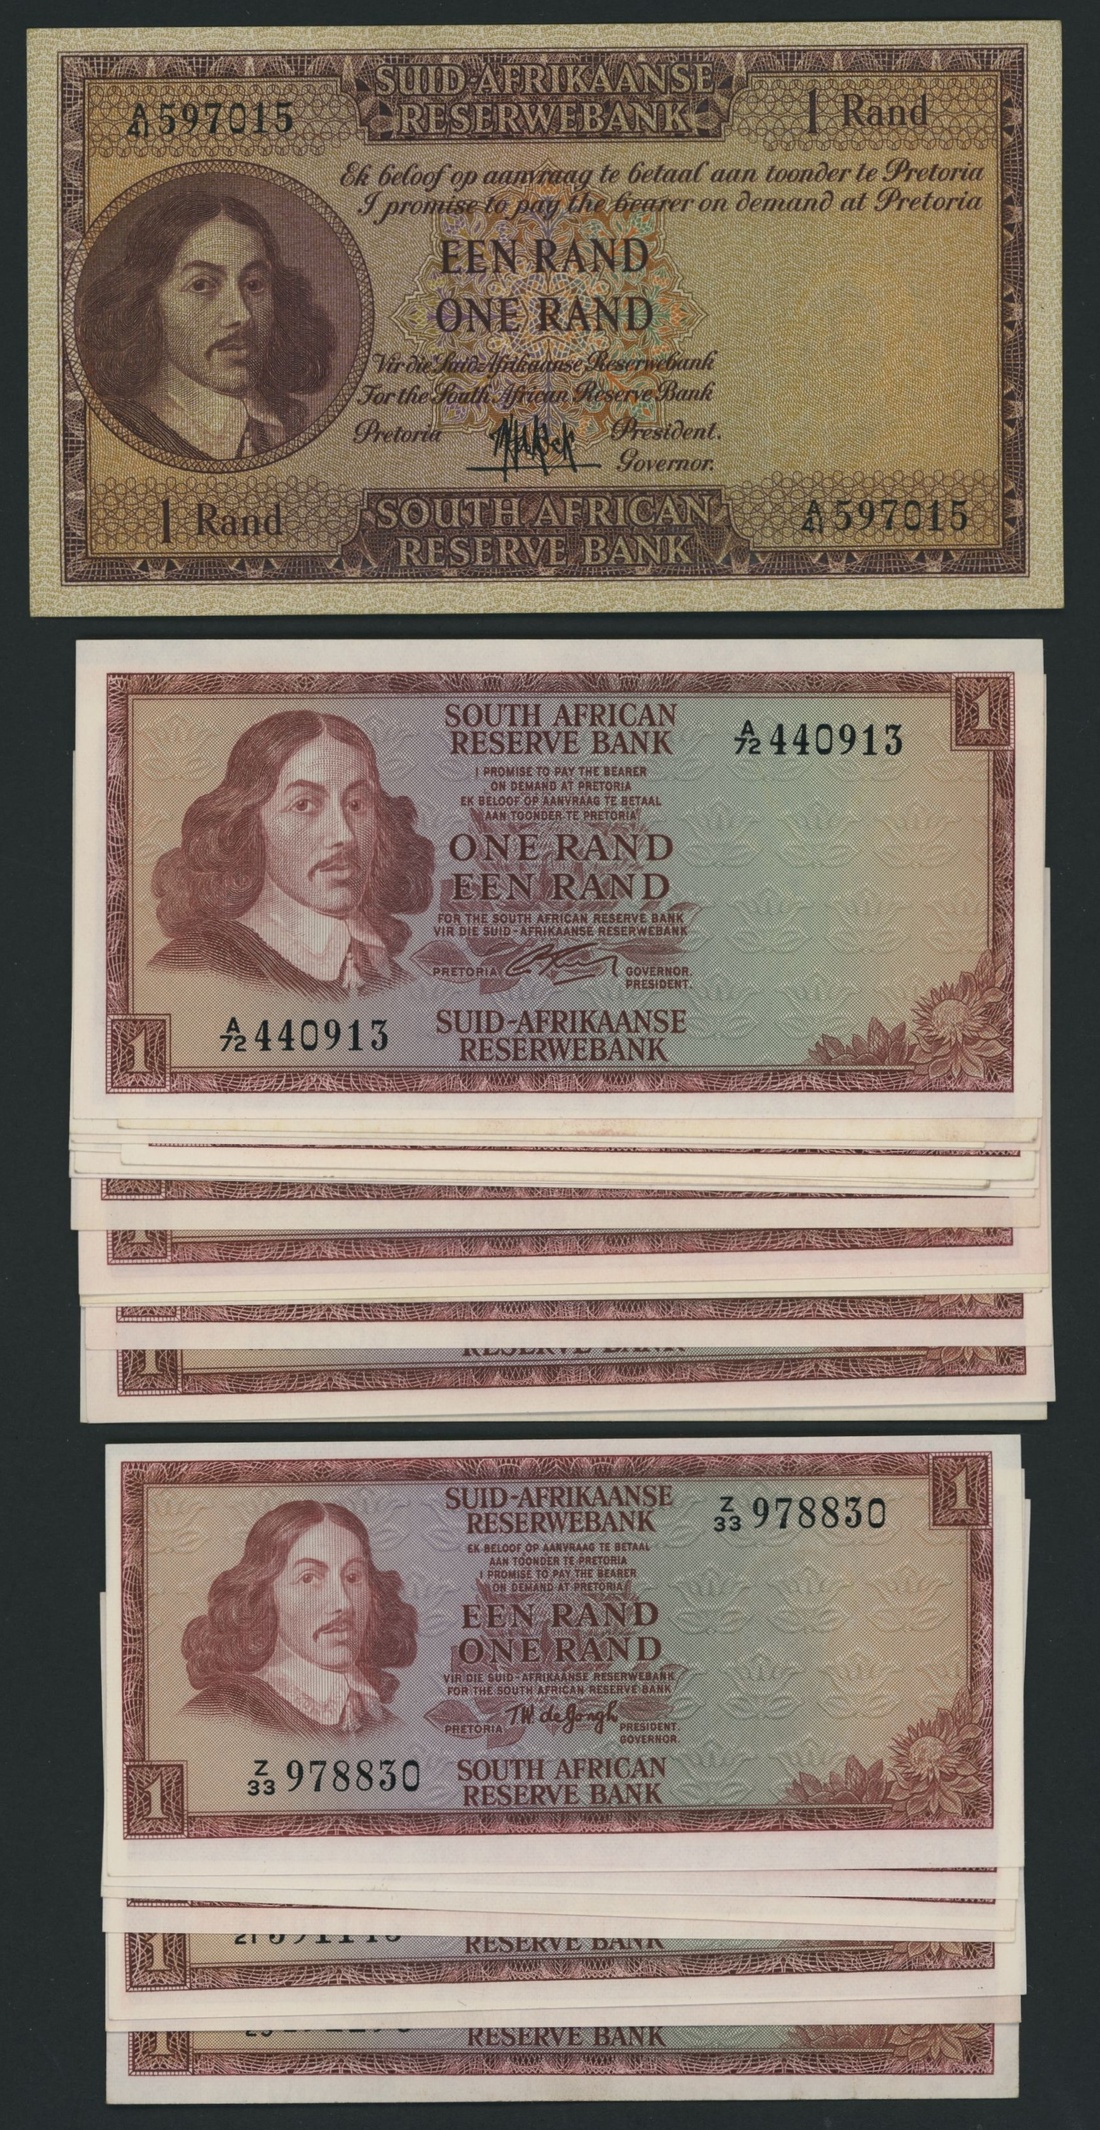 SUID-AFRIKAANSE
RESERWEBANK
A/41 597015
1 Rand
Ek beloof op aanvraag te betaal aan toonder te Pretoria
I promise to pay the bearer on demand at Pretoria
EEN RAND
ONE RAND
Vir die Suid-Afrikaanse Reserwebank
For the South African Reserve Bank
Pretoria President.
Governor.
1 Rand
SOUTH AFRICAN
RESERVE BANK
A/41 597015
1
SOUTH AFRICAN
RESERVE BANK
A/72 440913
I PROMISE TO PAY THE BEARER
ON DEMAND AT PRETORIA
EK BELOOF OP AANVRAAG TE BETAAL
AAN TOONDER TE PRETORIA
ONE RAND
EEN RAND
FOR THE SOUTH AFRICAN RESERVE BANK
VIR DIE SUID-AFRIKAANSE RESERWEBANK
PRETORIA GOVERNOR.
PRESIDENT.
1
A/72 440913
SUID-AFRIKAANSE
RESERWEBANK
1
RESERVE BANK
1
1
SUID-AFRIKAANSE
RESERWEBANK
Z/33 978830
EK BELOOF OP AANVRAAG TE BETAAL
AAN TOONDER TE PRETORIA
I PROMISE TO PAY THE BEARER
ON DEMAND AT PRETORIA
EEN RAND
ONE RAND
VIR DIE SUID-AFRIKAANSE RESERWEBANK
FOR THE SOUTH AFRICAN RESERVE BANK
PRETORIA T.W. de Jongh PRESIDENT.
GOVERNOR.
1
Z/33 978830
SOUTH AFRICAN
RESERVE BANK
1
21
RESERVE BANK
1
RESERVE BANK